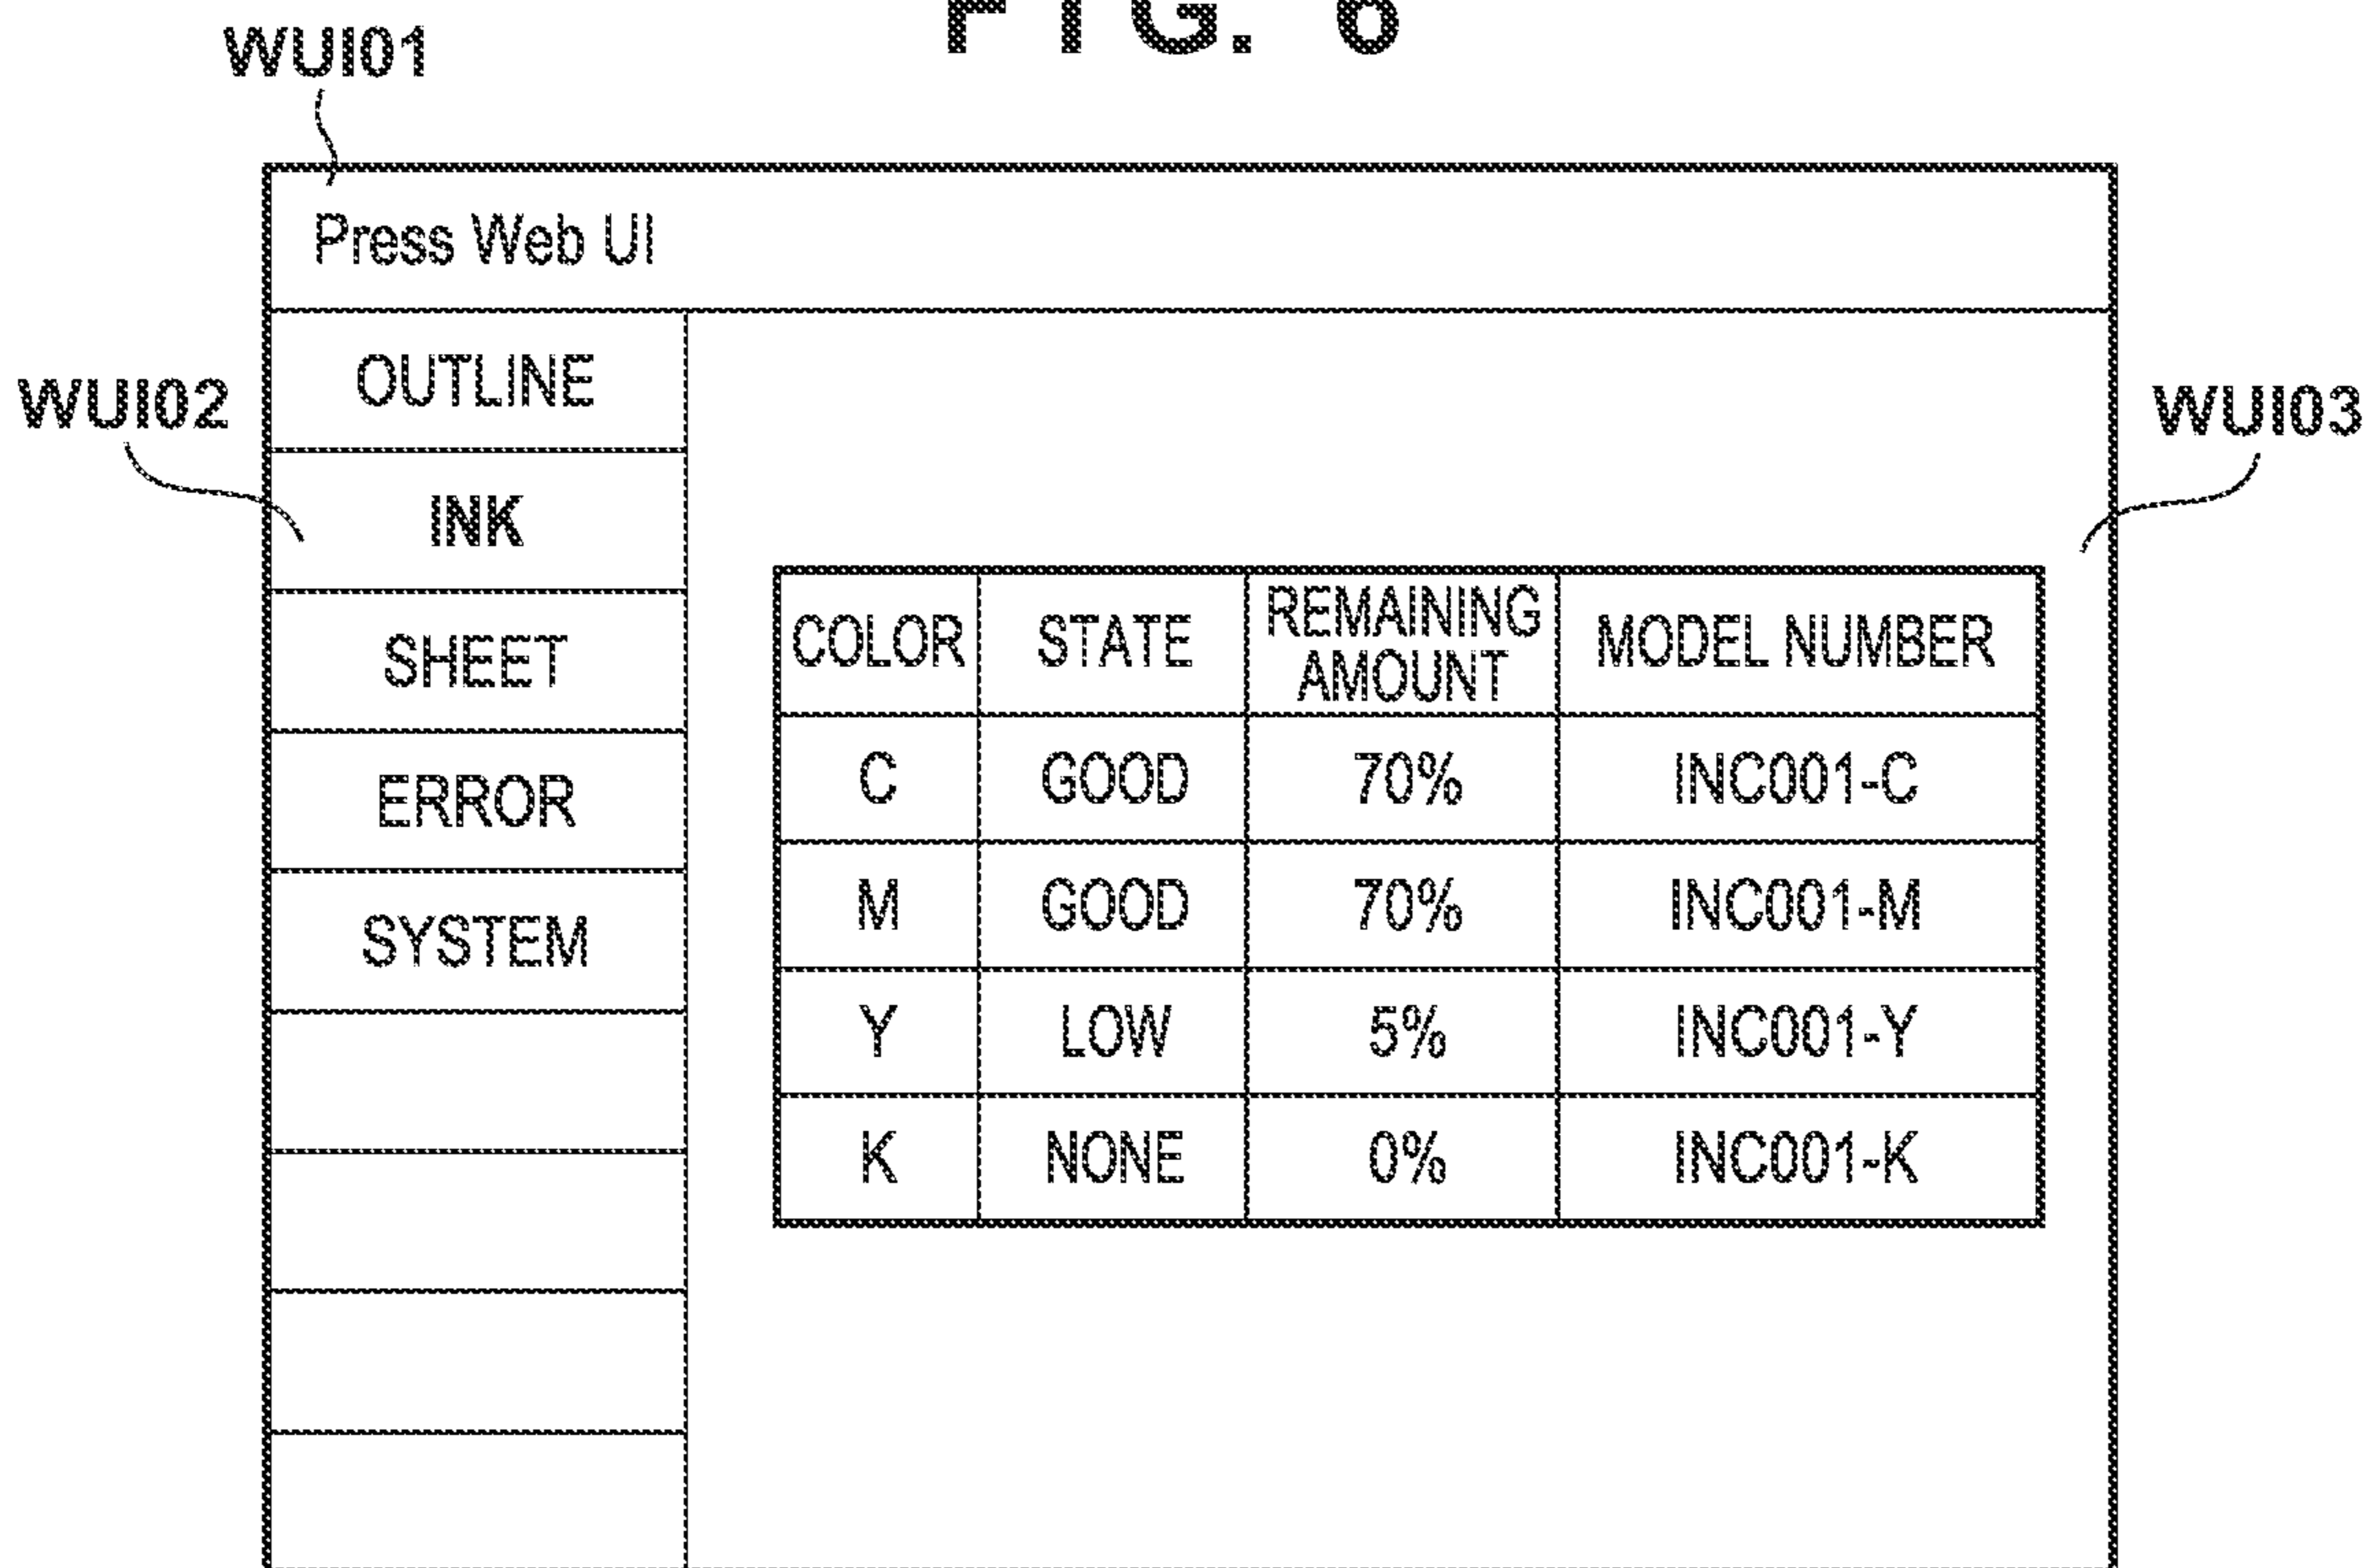 FIG. 6
WUI01
Press Web UI
WUI02
WUI03
OUTLINE
INK
SHEET
ERROR
SYSTEM
COLOR STATE REMAINING AMOUNT MODEL NUMBER
C GOOD 70% INC001-C
M GOOD 70% INC001-M
Y LOW 5% INC001-Y
K NONE 0% INC001-K